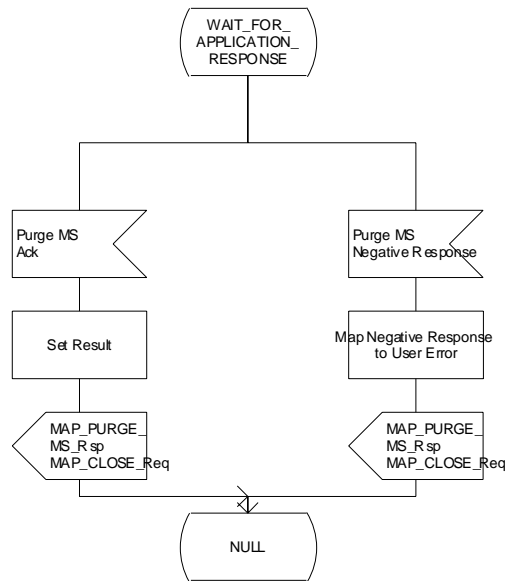 WAIT_FOR_
APPLICATION_
RESPONSE
Purge MS
Ack
Purge MS
Negative Response
Set Result
Map Negative Response
to User Error
MAP_PURGE_
MS_Rsp
MAP_CLOSE_Req
MAP_PURGE_
MS_Rsp
MAP_CLOSE_Req
NULL